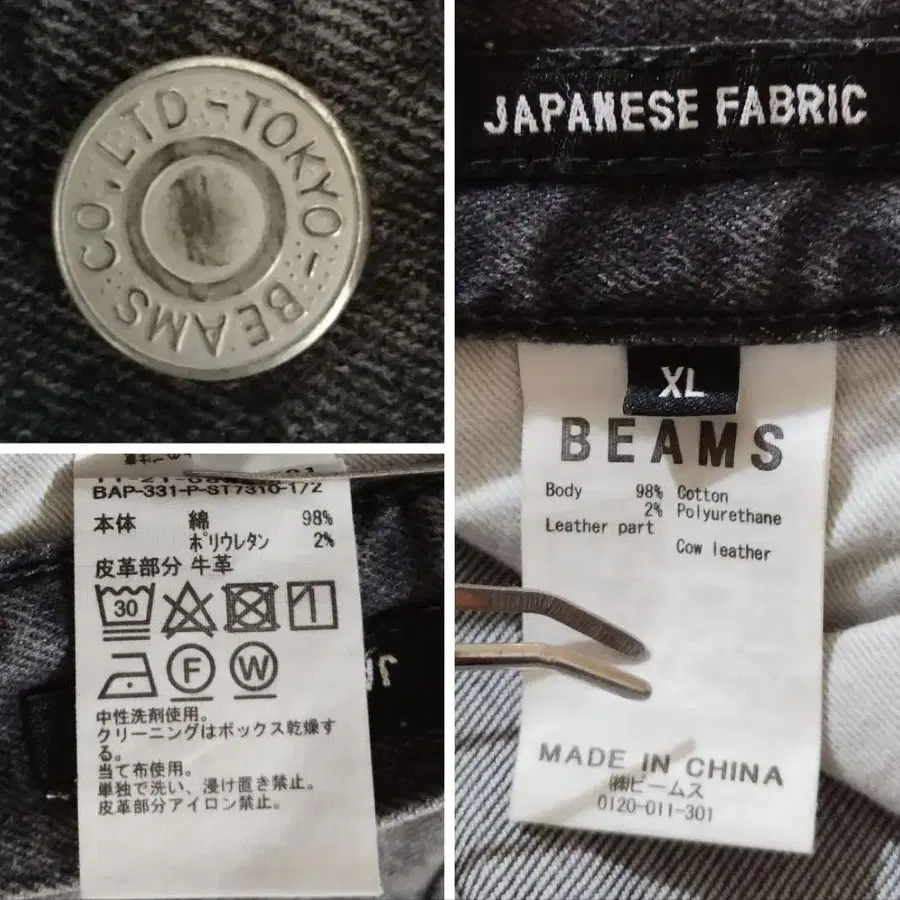 CO.,LTD-TOKYO-BEAMS
JAPANESE FABRIC
XL
BEAMS
Body 98% Cotton
2% Polyurethane
Leather part
Cow leather
MADE IN CHINA
㈱ビームス
0120-011-301
BAP-331-P-ST7310-1/2
本体 綿 98%
ポリウレタン 2%
皮革部分 牛革
30
F W
中性洗剤使用。
クリーニングはボックス乾燥す
る。
当て布使用。
単独で洗い、浸け置き禁止。
皮革部分アイロン禁止。